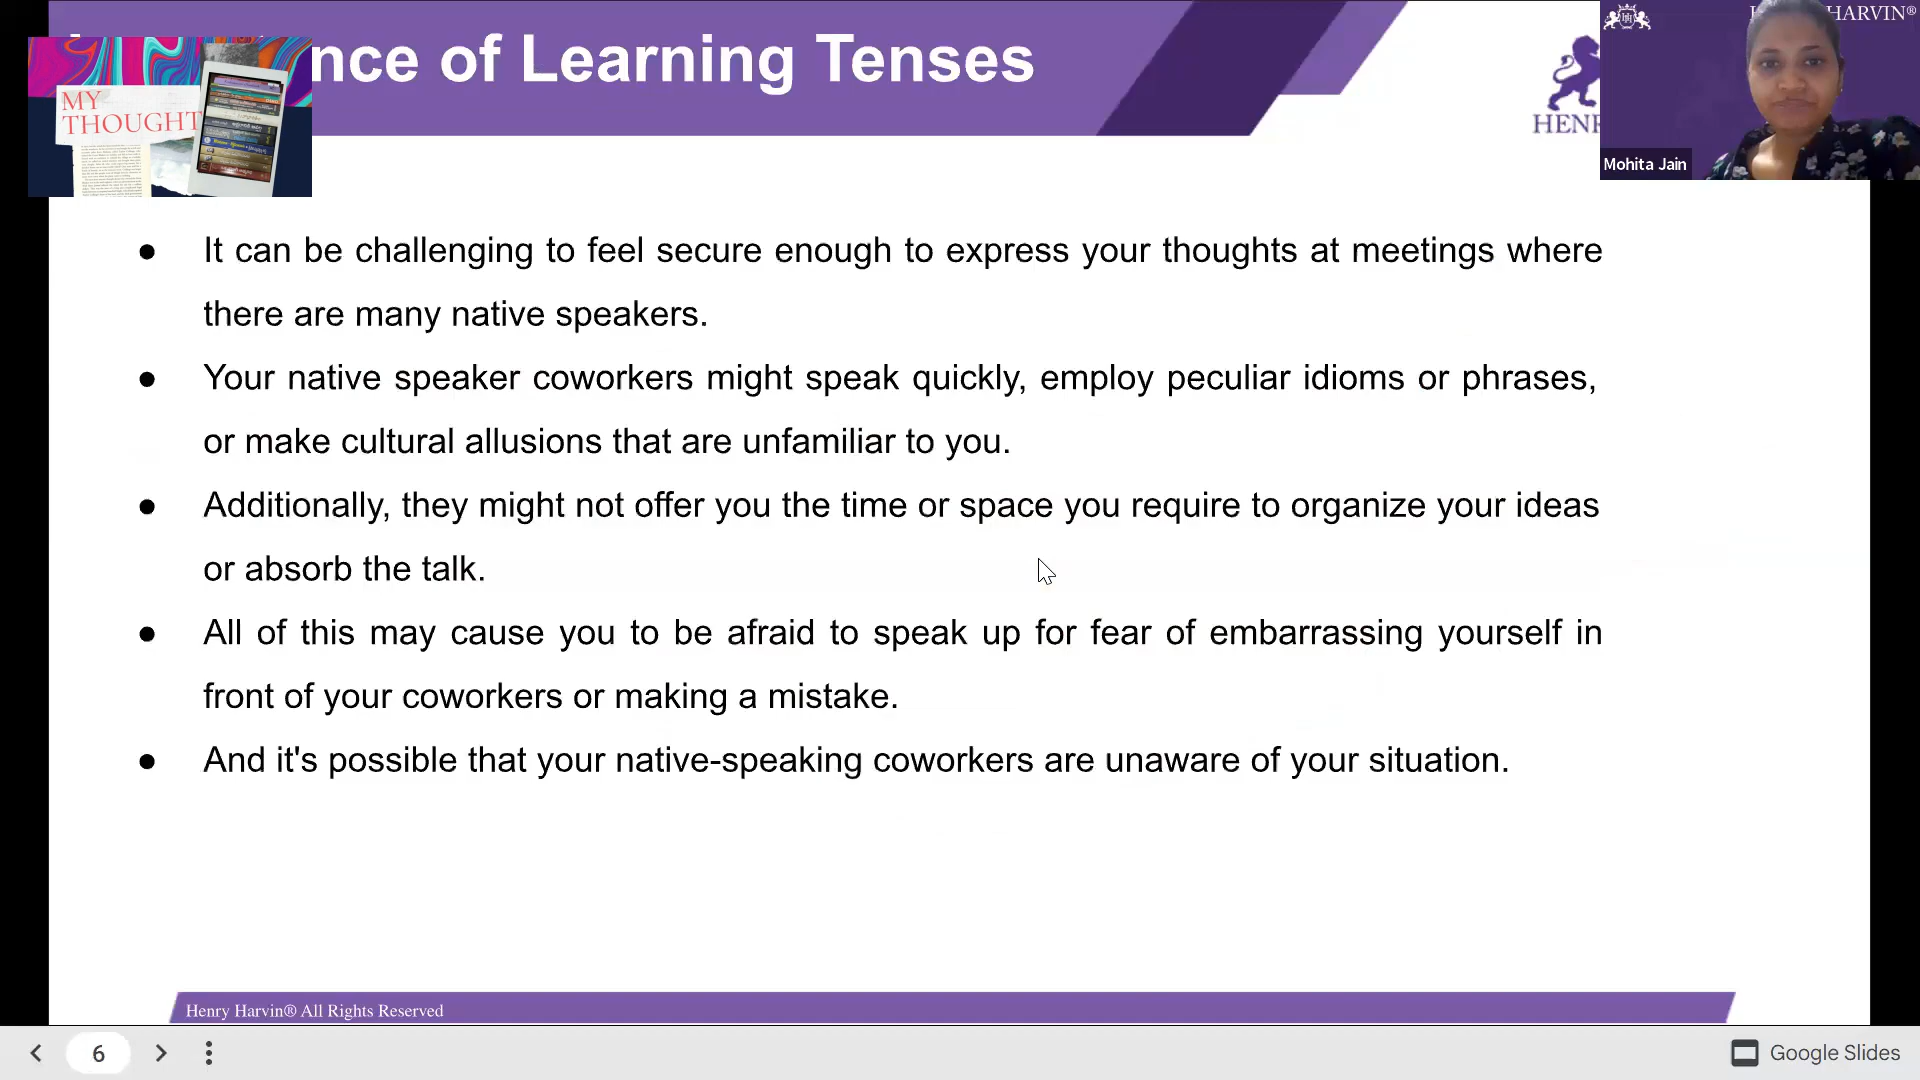 nce of Learning Tenses
MY
THOUGHT
HENR
HARVIN®
Mohita Jain
● It can be challenging to feel secure enough to express your thoughts at meetings where
there are many native speakers.
● Your native speaker coworkers might speak quickly, employ peculiar idioms or phrases,
or make cultural allusions that are unfamiliar to you.
● Additionally, they might not offer you the time or space you require to organize your ideas
or absorb the talk.
● All of this may cause you to be afraid to speak up for fear of embarrassing yourself in
front of your coworkers or making a mistake.
● And it's possible that your native-speaking coworkers are unaware of your situation.
Henry Harvin® All Rights Reserved
6
Google Slides